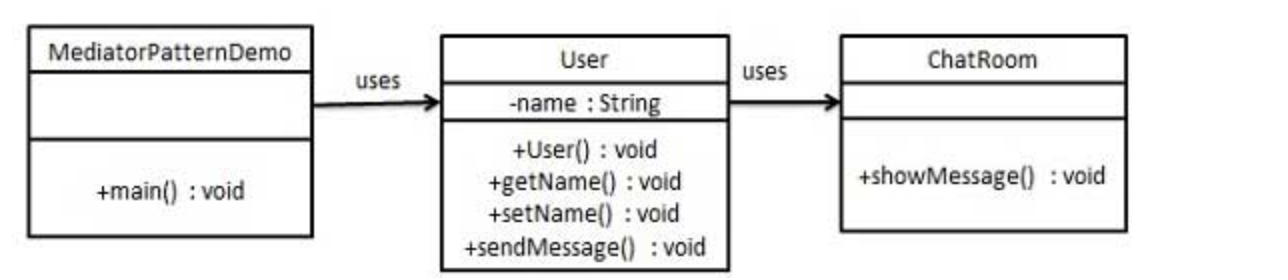 MediatorPatternDemo
+main() : void
uses
User
-name : String
+User() : void
+getName() : void
+setName() : void
+sendMessage() : void
uses
ChatRoom
+showMessage() : void